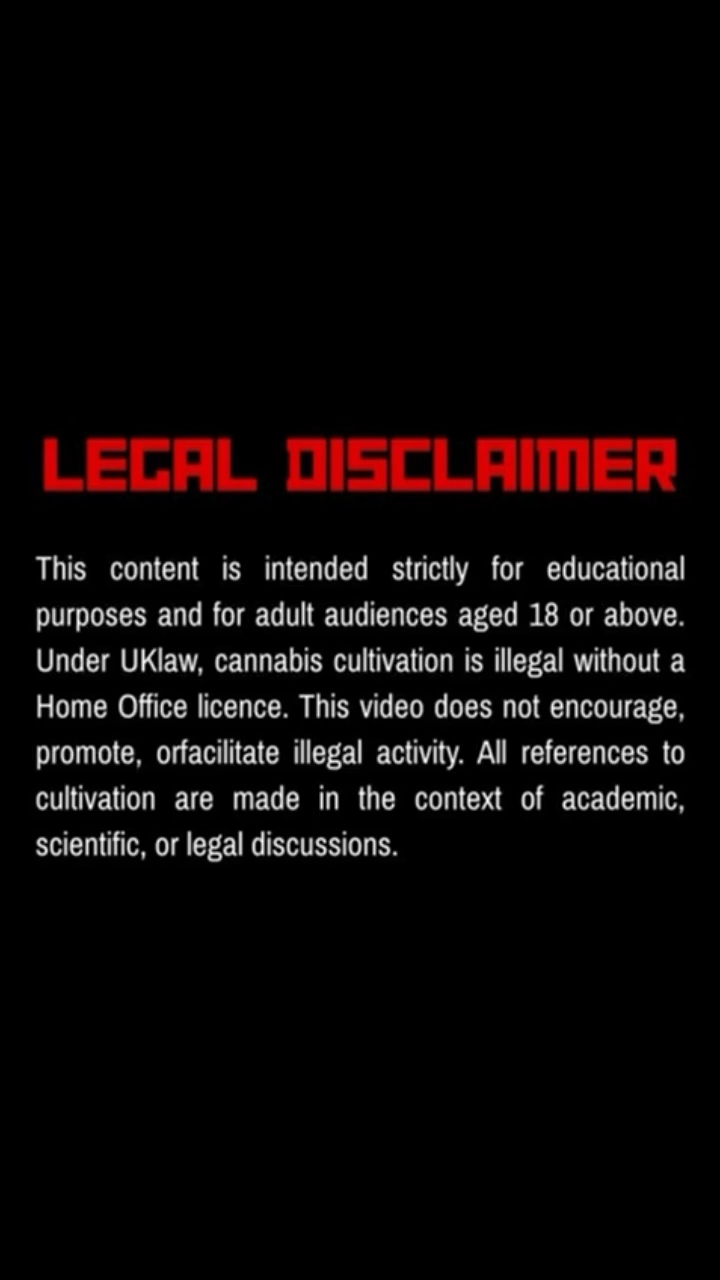 LEGAL DISCLAIMER
This content is intended strictly for educational
purposes and for adult audiences aged 18 or above.
Under UKlaw, cannabis cultivation is illegal without a
Home Office licence. This video does not encourage,
promote, orfacilitate illegal activity. All references to
cultivation are made in the context of academic,
scientific, or legal discussions.